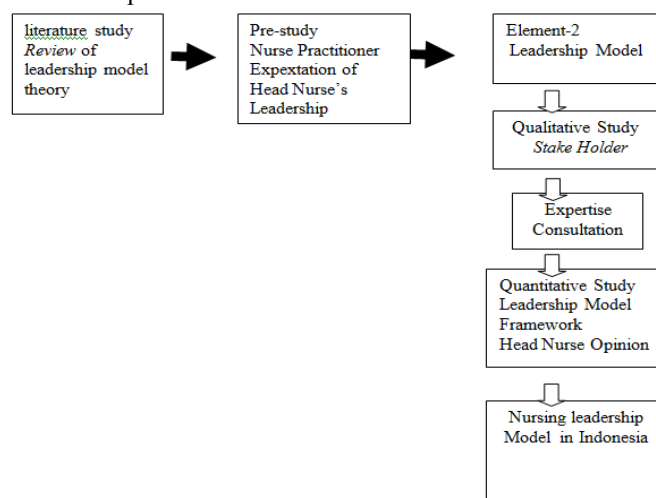 literature study
Review of
leadership model
theory
Pre-study
Nurse Practitioner
Expextation of
Head Nurse's
Leadership
Element-2
Leadership Model
Qualitative Study
Stake Holder
Expertise
Consultation
Quantitative Study
Leadership Model
Framework
Head Nurse Opinion
Nursing leadership
Model in Indonesia